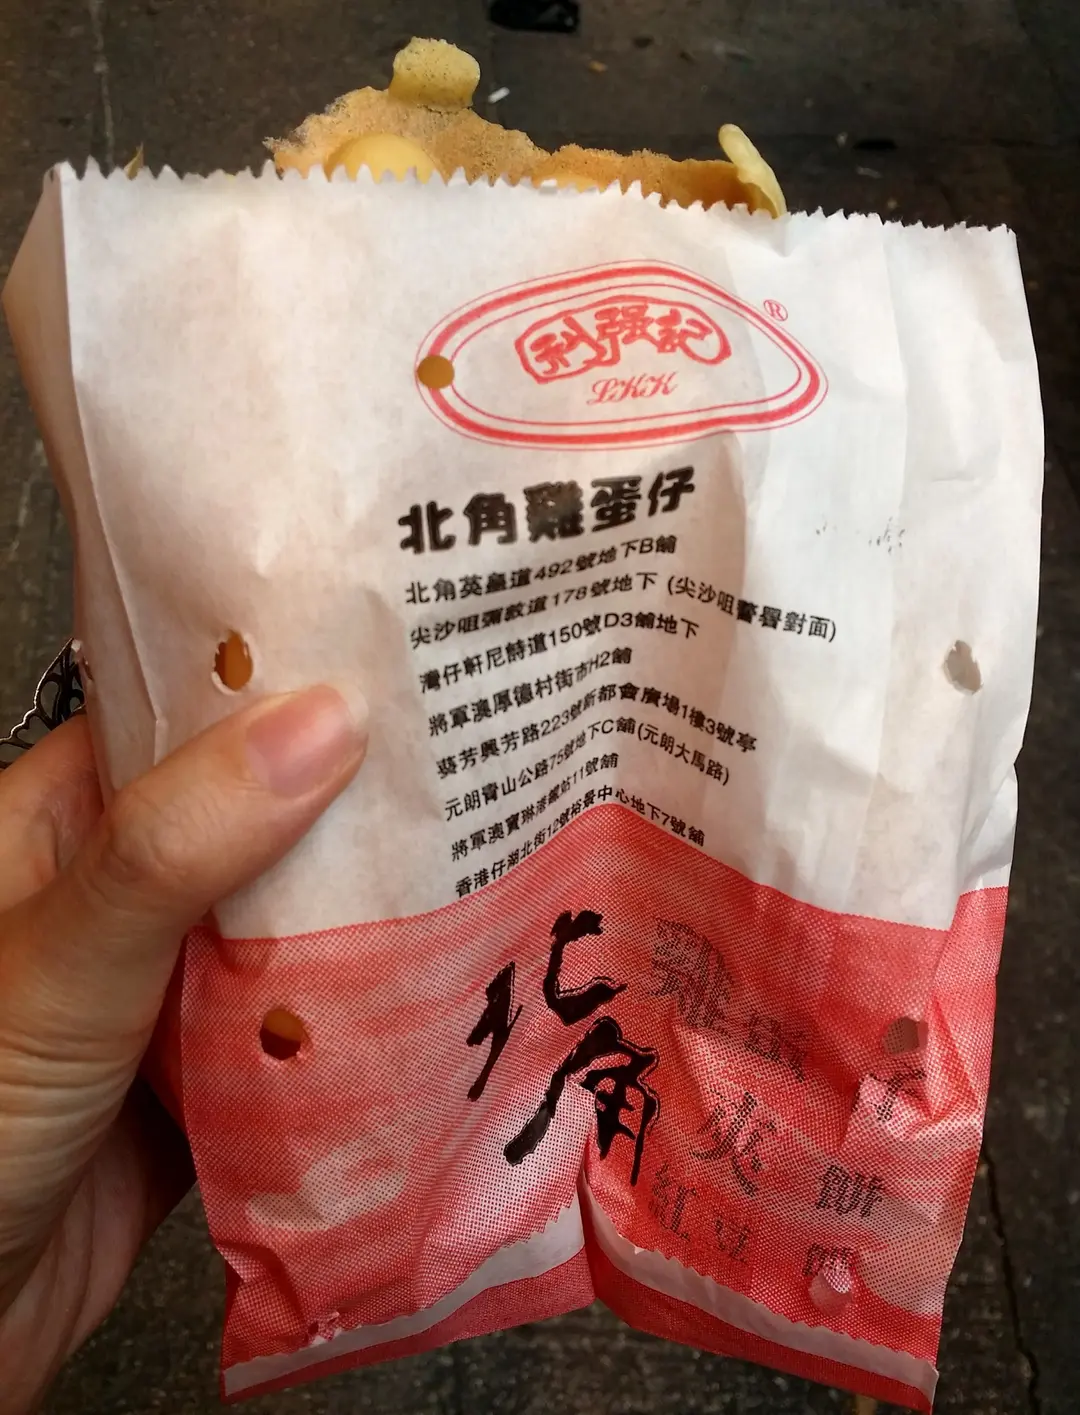 利强記
®
LKK
北角雞蛋仔
北角英皇道492號地下B舖
尖沙咀彌敦道178號地下 (尖沙咀警署對面)
灣仔軒尼詩道150號D3舖地下
將軍澳厚德村街市H2舖
葵芳興芳路223號新都會廣場1樓3號亭
元朗青山公路75號地下C舖(元朗大馬路)
將軍澳寶琳港鐵站11號舖
香港仔湖北街12號裕景中心地下7號舖
北角
夾餅
紅豆餅